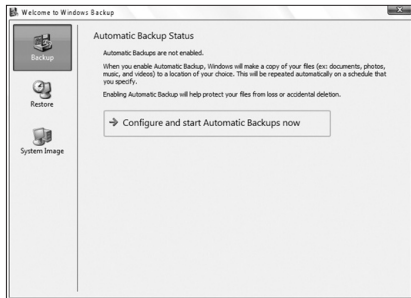 Welcome to Windows Backup
Backup
Restore
System Image
Automatic Backup Status
Automatic Backups are not enabled.
When you enable Automatic Backup, Windows will make a copy of your files (ex: documents, photos,
music, and videos) to a location of your choice. This will be repeated automatically on a schedule that
you specify.
Enabling Automatic Backup will help protect your files from loss or accidental deletion.
Configure and start Automatic Backups now